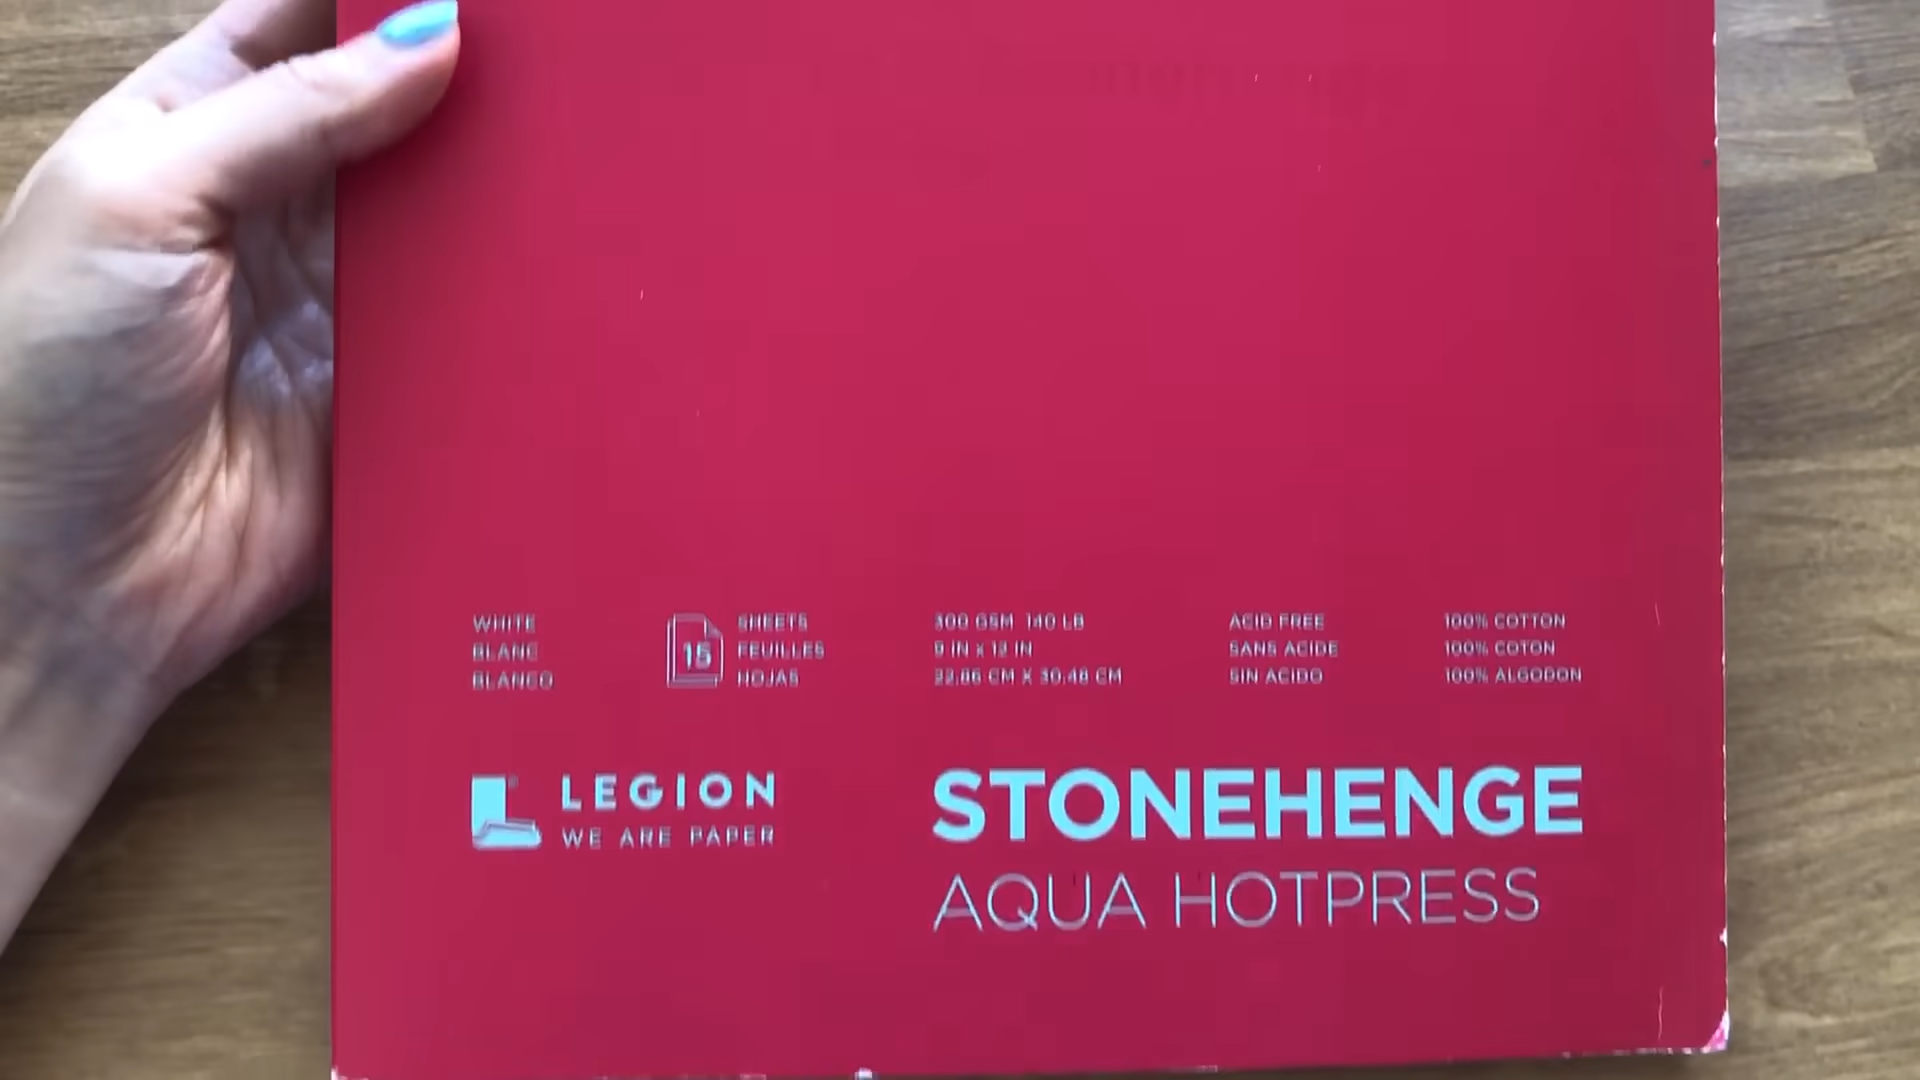 WHITE
BLANC
BLANCO
15
SHEETS
FEUILLES
HOJAS
300 GSM 140 LB
9 IN x 12 IN
22,86 CM X 30,48 CM
ACID FREE
SANS ACIDE
SIN ACIDO
100% COTTON
100% COTON
100% ALGODON
LEGION
WE ARE PAPER
STONEHENGE
AQUA HOTPRESS